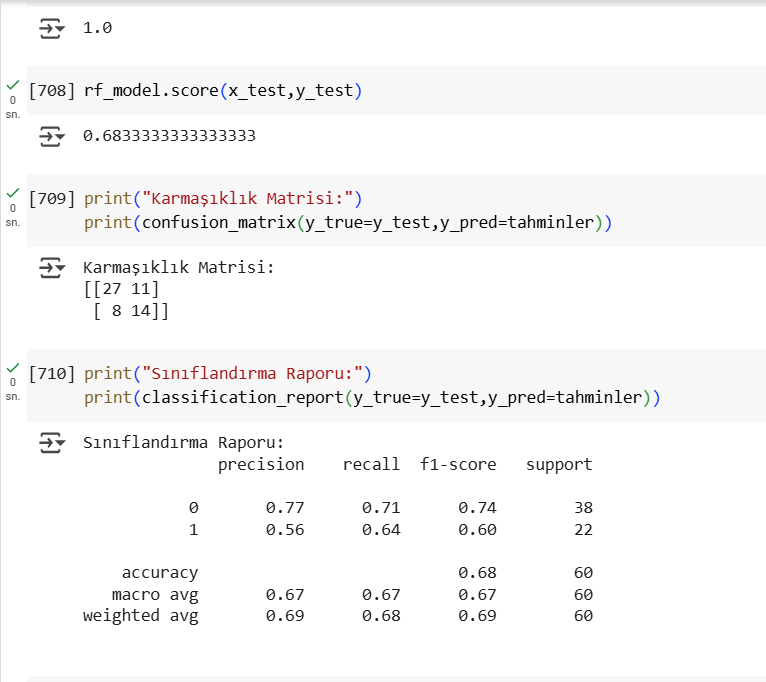 1.0
0
sn.
[708] rf_model.score(x_test,y_test)
0.6833333333333333
0
sn.
[709] print("Karmaşıklık Matrisi:")
print(confusion_matrix(y_true=y_test,y_pred=tahminler))
Karmaşıklık Matrisi:
[[27 11]
[ 8 14]]
0
sn.
[710] print("Sınıflandırma Raporu:")
print(classification_report(y_true=y_test,y_pred=tahminler))
Sınıflandırma Raporu:
precision recall f1-score support
0 0.77 0.71 0.74 38
1 0.56 0.64 0.60 22
accuracy 0.68 60
macro avg 0.67 0.67 0.67 60
weighted avg 0.69 0.68 0.69 60